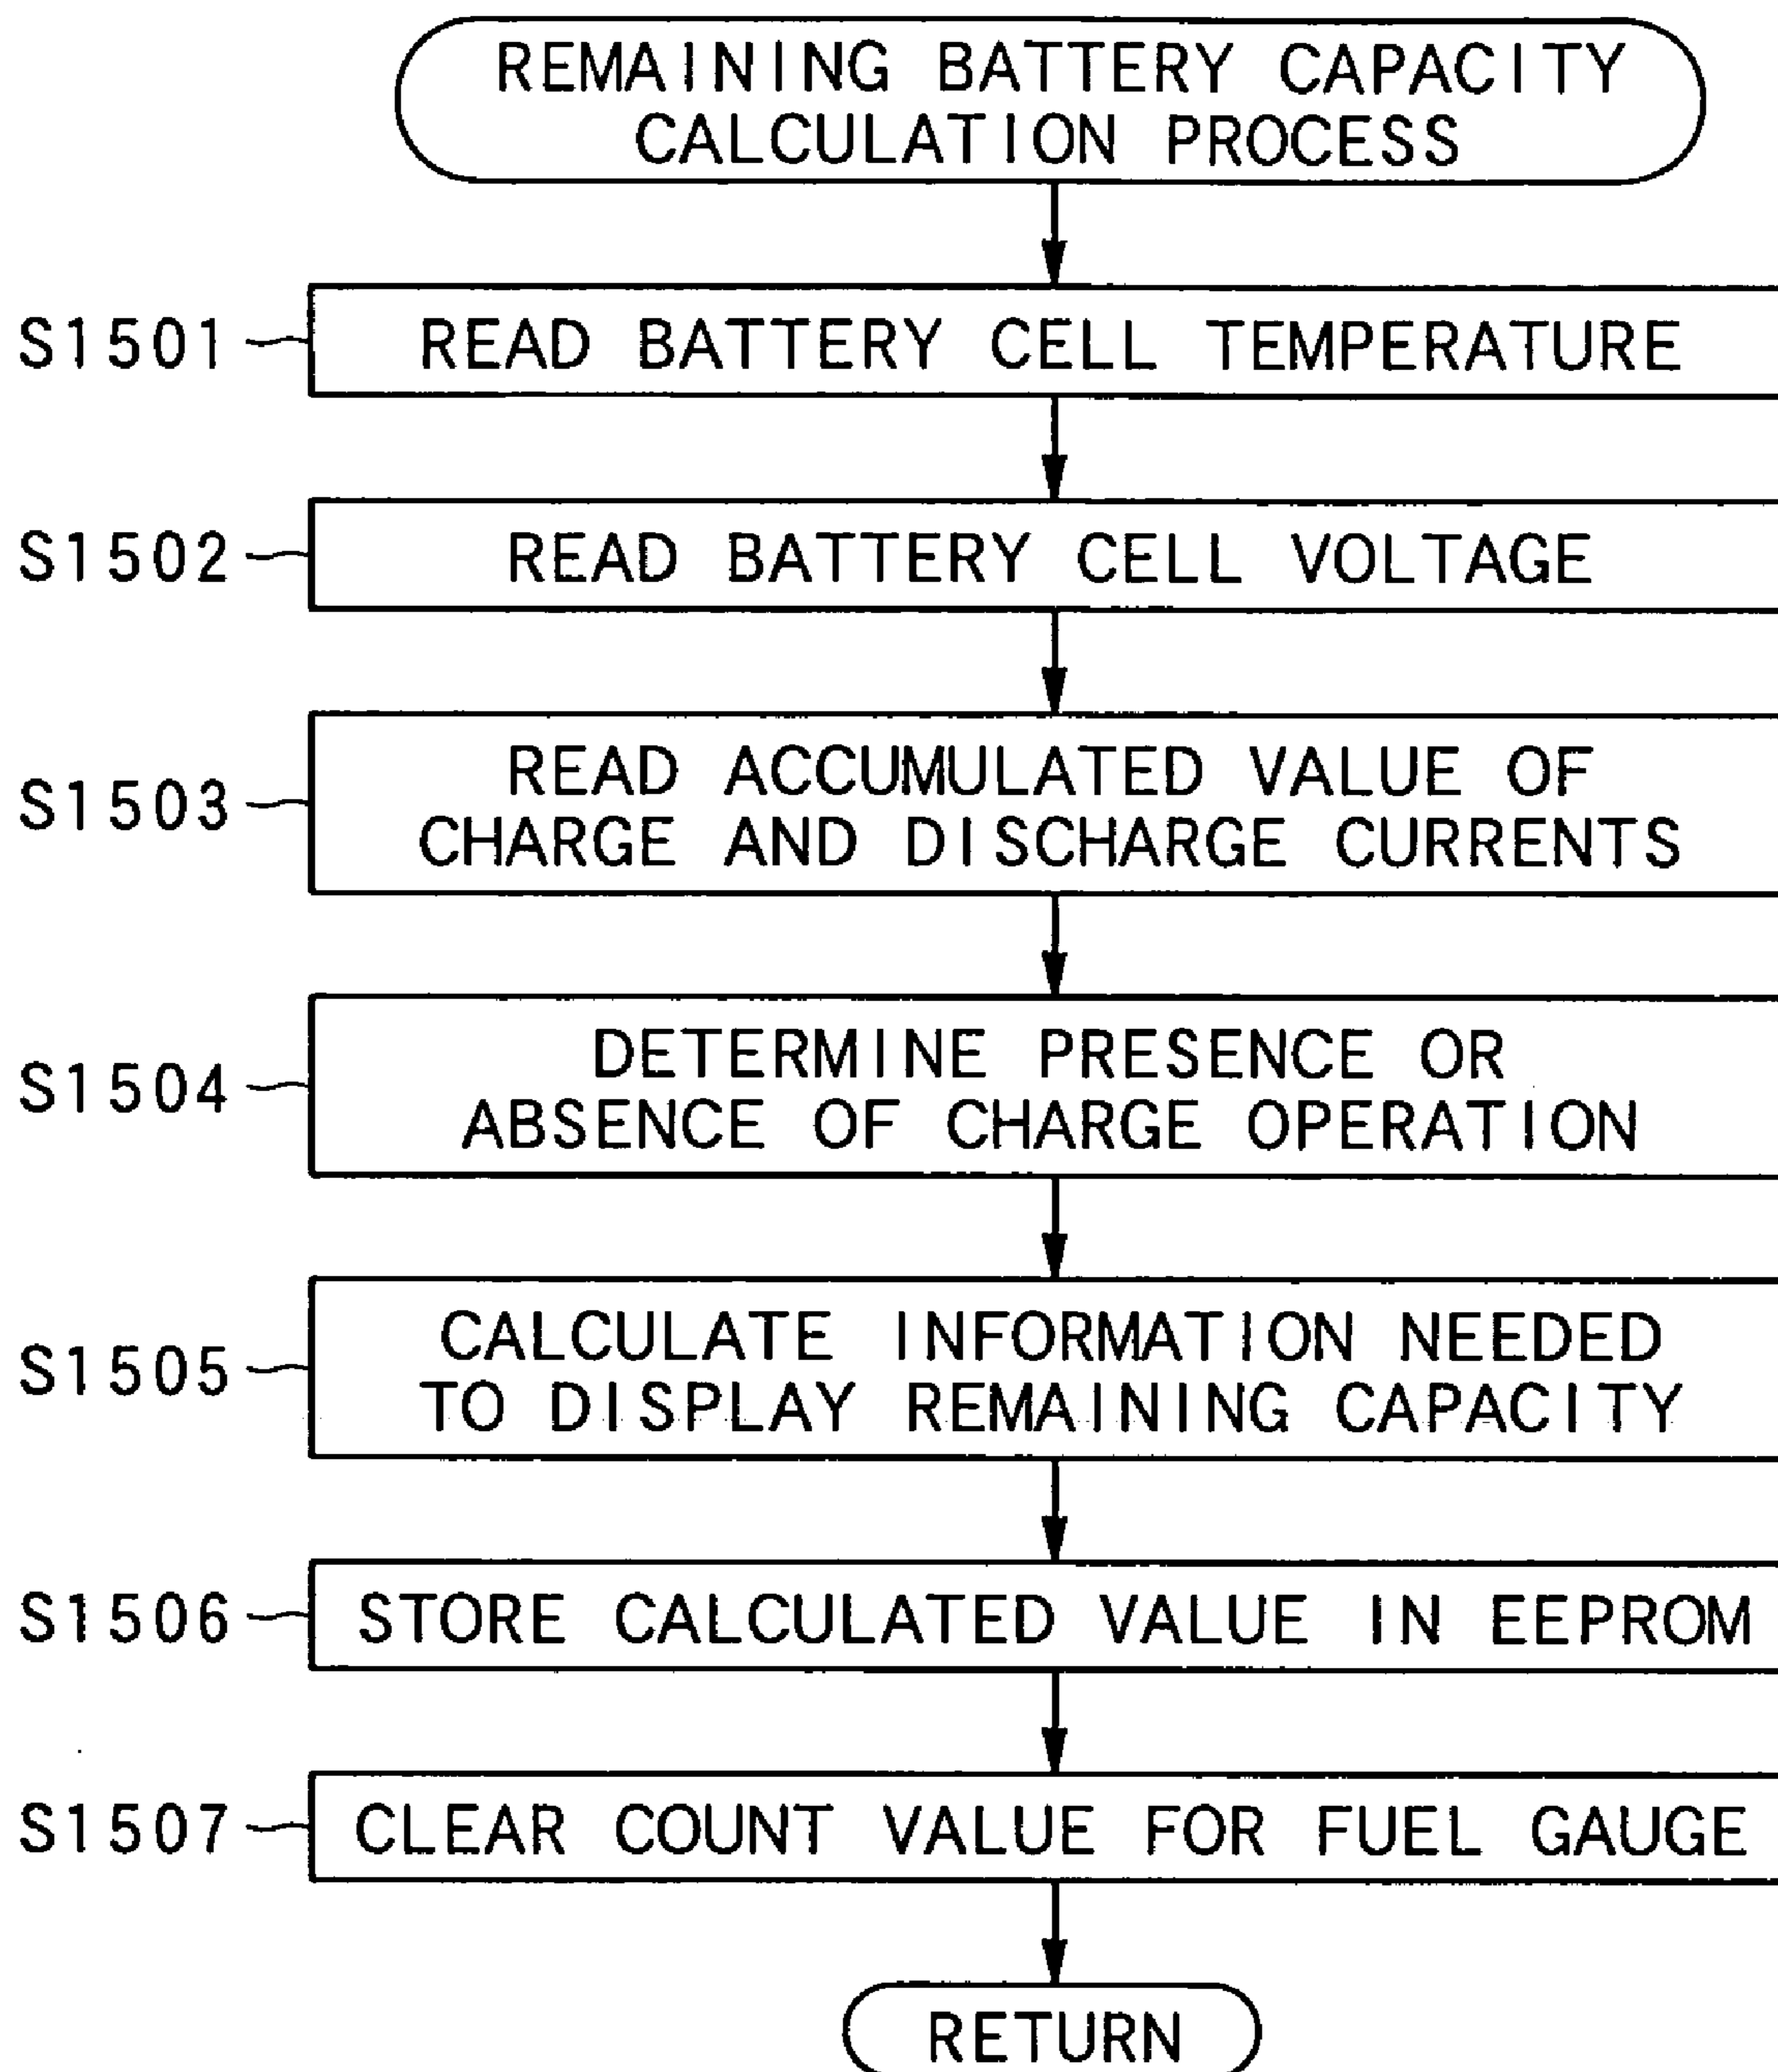 REMAINING BATTERY CAPACITY
CALCULATION PROCESS
S1501
READ BATTERY CELL TEMPERATURE
S1502
READ BATTERY CELL VOLTAGE
S1503
READ ACCUMULATED VALUE OF
CHARGE AND DISCHARGE CURRENTS
S1504
DETERMINE PRESENCE OR
ABSENCE OF CHARGE OPERATION
S1505
CALCULATE INFORMATION NEEDED
TO DISPLAY REMAINING CAPACITY
S1506
STORE CALCULATED VALUE IN EEPROM
S1507
CLEAR COUNT VALUE FOR FUEL GAUGE
RETURN